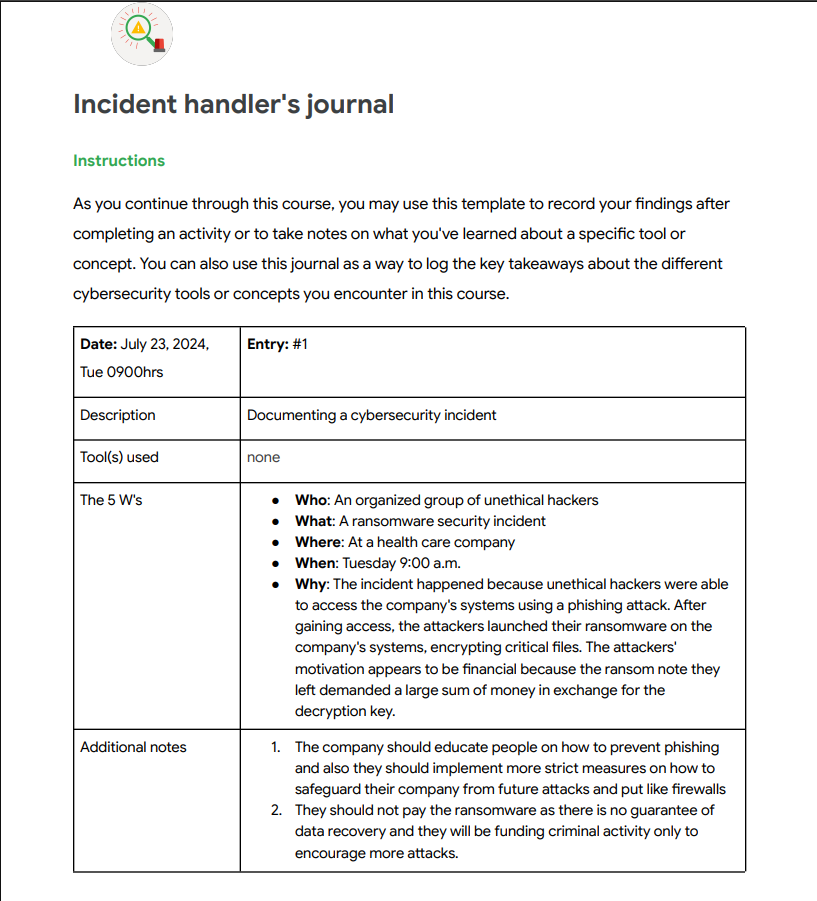 Incident handler's journal
Instructions
As you continue through this course, you may use this template to record your findings after
completing an activity or to take notes on what you've learned about a specific tool or
concept. You can also use this journal as a way to log the key takeaways about the different
cybersecurity tools or concepts you encounter in this course.
Date: July 23, 2024,
Tue 0900hrs
Entry: #1
Description
Documenting a cybersecurity incident
Tool(s) used
none
The 5 W's
● Who: An organized group of unethical hackers
● What: A ransomware security incident
● Where: At a health care company
● When: Tuesday 9:00 a.m.
● Why: The incident happened because unethical hackers were able
to access the company's systems using a phishing attack. After
gaining access, the attackers launched their ransomware on the
company's systems, encrypting critical files. The attackers'
motivation appears to be financial because the ransom note they
left demanded a large sum of money in exchange for the
decryption key.
Additional notes
1. The company should educate people on how to prevent phishing
and also they should implement more strict measures on how to
safeguard their company from future attacks and put like firewalls
2. They should not pay the ransomware as there is no guarantee of
data recovery and they will be funding criminal activity only to
encourage more attacks.